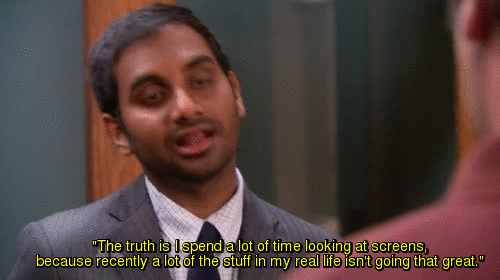 "The truth is I spend a lot of time looking at screens,
because recently a lot of the stuff in my real life isn't going that great."